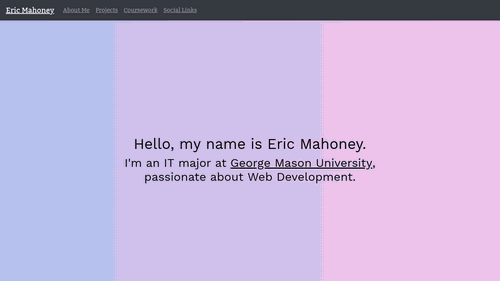 Eric Mahoney About Me Projects Coursework Social Links
Hello, my name is Eric Mahoney.
I'm an IT major at George Mason University,
passionate about Web Development.